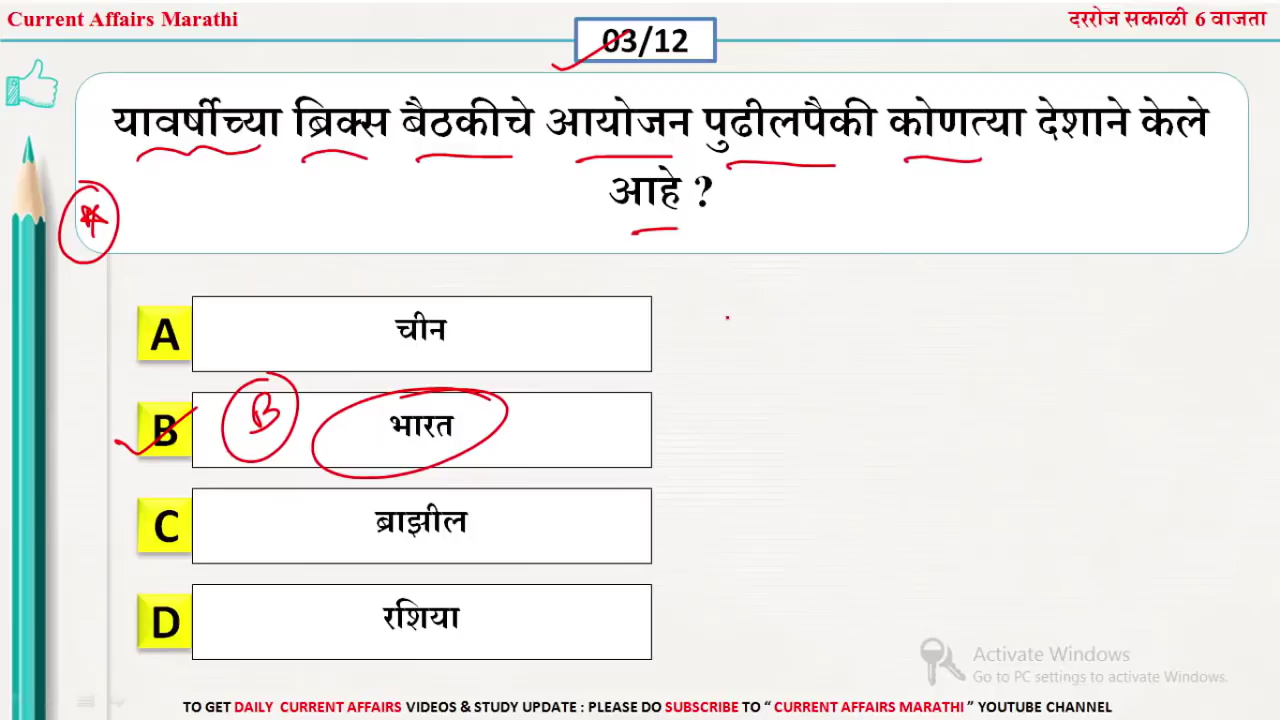 Current Affairs Marathi
दररोज सकाळी 6 वाजता
03/12
यावर्षीच्या ब्रिक्स बैठकीचे आयोजन पुढीलपैकी कोणत्या देशाने केले
आहे ?
A चीन
B B भारत
C ब्राझील
D रशिया
Activate Windows
Go to PC settings to activate Windows.
TO GET DAILY CURRENT AFFAIRS VIDEOS & STUDY UPDATE : PLEASE DO SUBSCRIBE TO “ CURRENT AFFAIRS MARATHI ” YOUTUBE CHANNEL